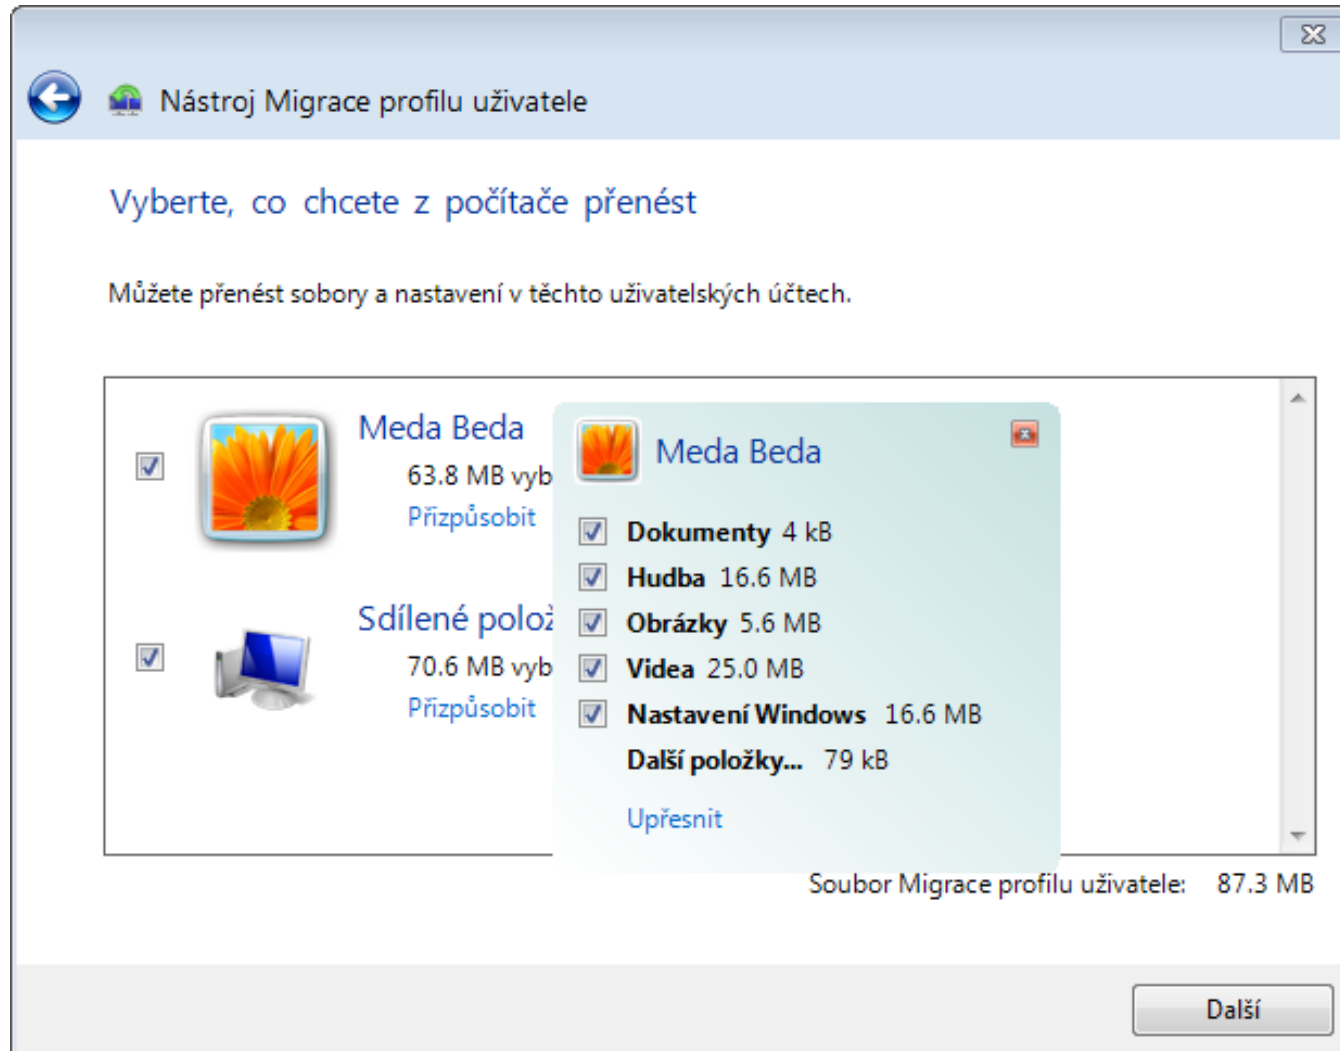 Nástroj Migrace profilu uživatele
Vyberte, co chcete z počítače přenést
Můžete přenést sobory a nastavení v těchto uživatelských účtech.
Meda Beda
63.8 MB vyb
Přizpůsobit
Sdílené polož
70.6 MB vyb
Přizpůsobit
Meda Beda
Dokumenty 4 kB
Hudba 16.6 MB
Obrázky 5.6 MB
Videa 25.0 MB
Nastavení Windows 16.6 MB
Další položky... 79 kB
Upřesnit
Soubor Migrace profilu uživatele: 87.3 MB
Další